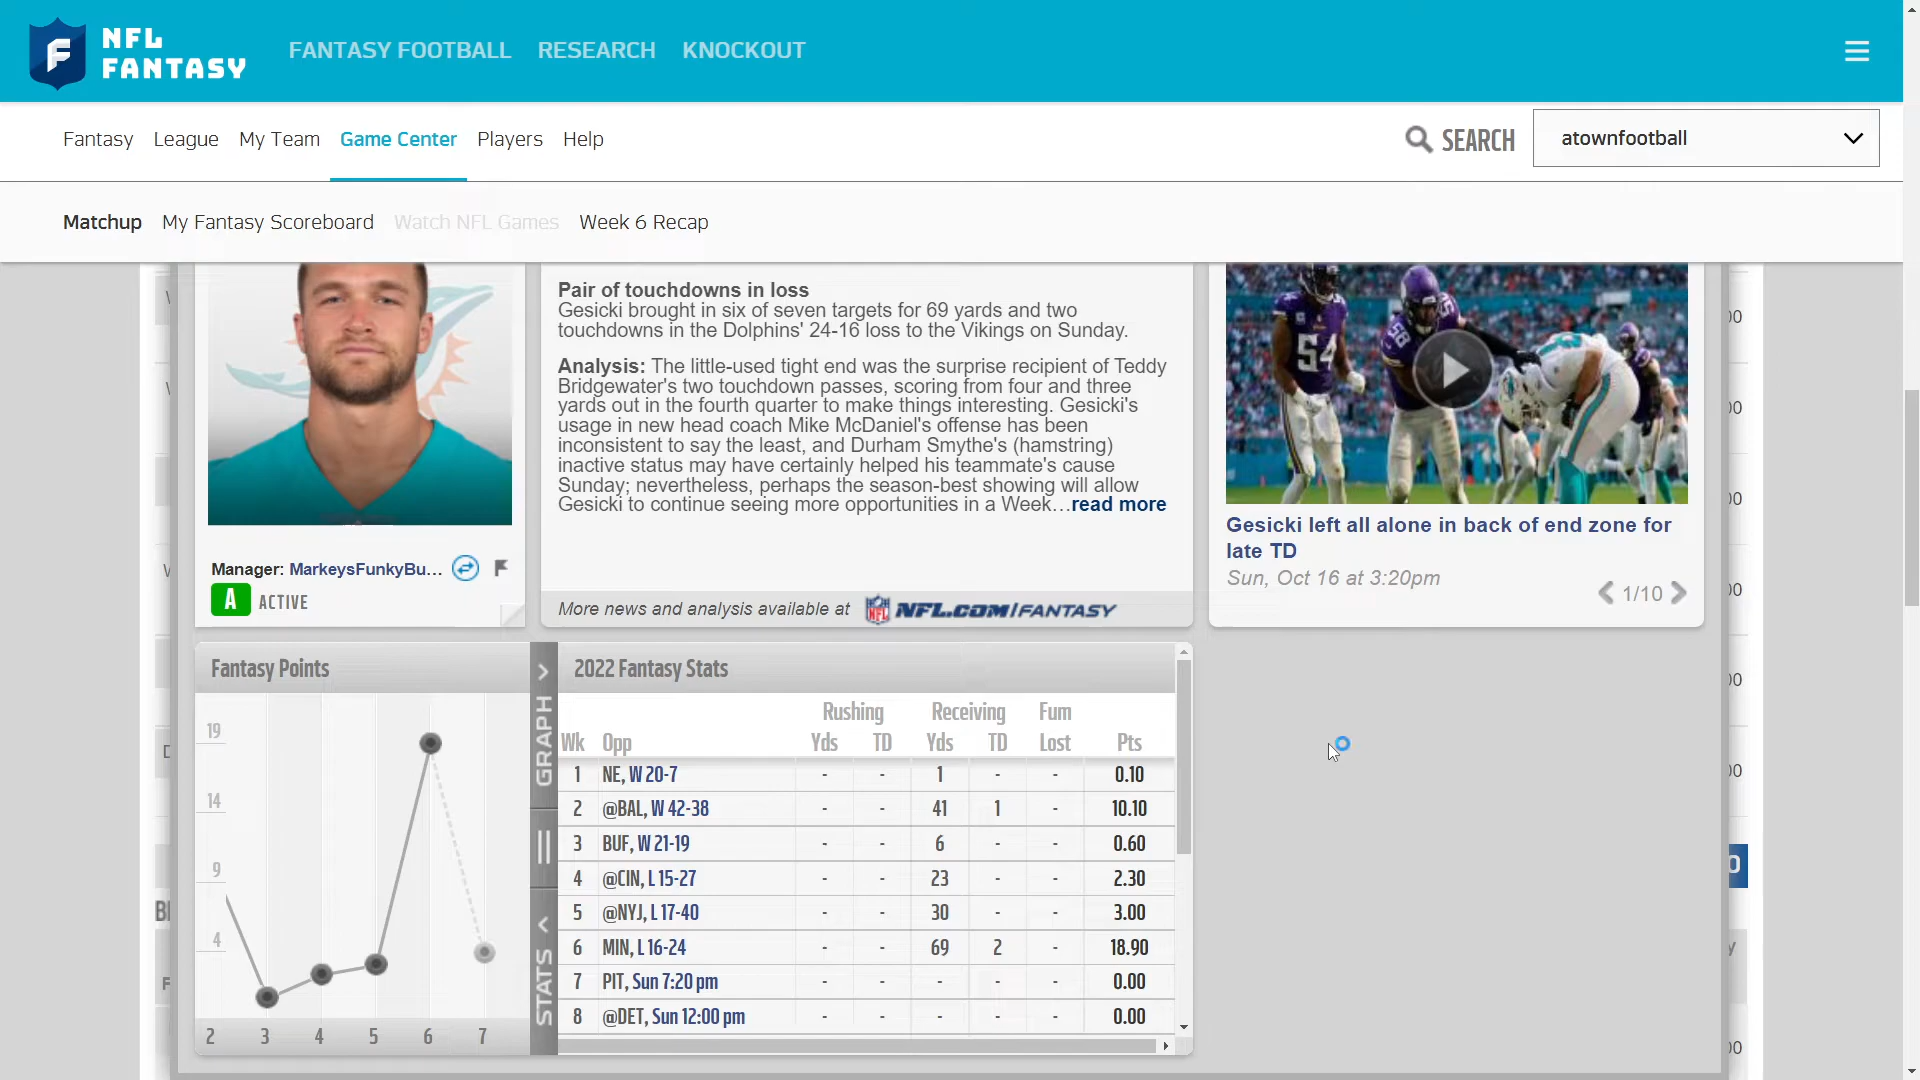 NFL
FANTASY
FANTASY FOOTBALL RESEARCH KNOCKOUT
Fantasy League My Team Game Center Players Help
SEARCH
atownfootball
Matchup My Fantasy Scoreboard Watch NFL Games Week 6 Recap
Pair of touchdowns in loss
Gesicki brought in six of seven targets for 69 yards and two
touchdowns in the Dolphins' 24-16 loss to the Vikings on Sunday.
Analysis: The little-used tight end was the surprise recipient of Teddy
Bridgewater's two touchdown passes, scoring from four and three
yards out in the fourth quarter to make things interesting. Gesicki's
usage in new head coach Mike McDaniel's offense has been
inconsistent to say the least, and Durham Smythe's (hamstring)
inactive status may have certainly helped his teammate's cause
Sunday; nevertheless, perhaps the season-best showing will allow
Gesicki to continue seeing more opportunities in a Week…read more
More news and analysis available at NFL.COM/FANTASY
Manager: MarkeysFunkyBu...
A ACTIVE
54
58
Gesicki left all alone in back of end zone for
late TD
Sun, Oct 16 at 3:20pm
1/10
Fantasy Points
19
14
9
4
2 3 4 5 6 7
GRAPH
STATS
2022 Fantasy Stats
Rushing Receiving Fum
Wk Opp Yds TD Yds TD Lost Pts
1 NE, W 20-7 - - 1 - - 0.10
2 @BAL, W 42-38 - - 41 1 - 10.10
3 BUF, W 21-19 - - 6 - - 0.60
4 @CIN, L 15-27 - - 23 - - 2.30
5 @NYJ, L 17-40 - - 30 - - 3.00
6 MIN, L 16-24 - - 69 2 - 18.90
7 PIT, Sun 7:20 pm - - - - - 0.00
8 @DET, Sun 12:00 pm - - - - - 0.00